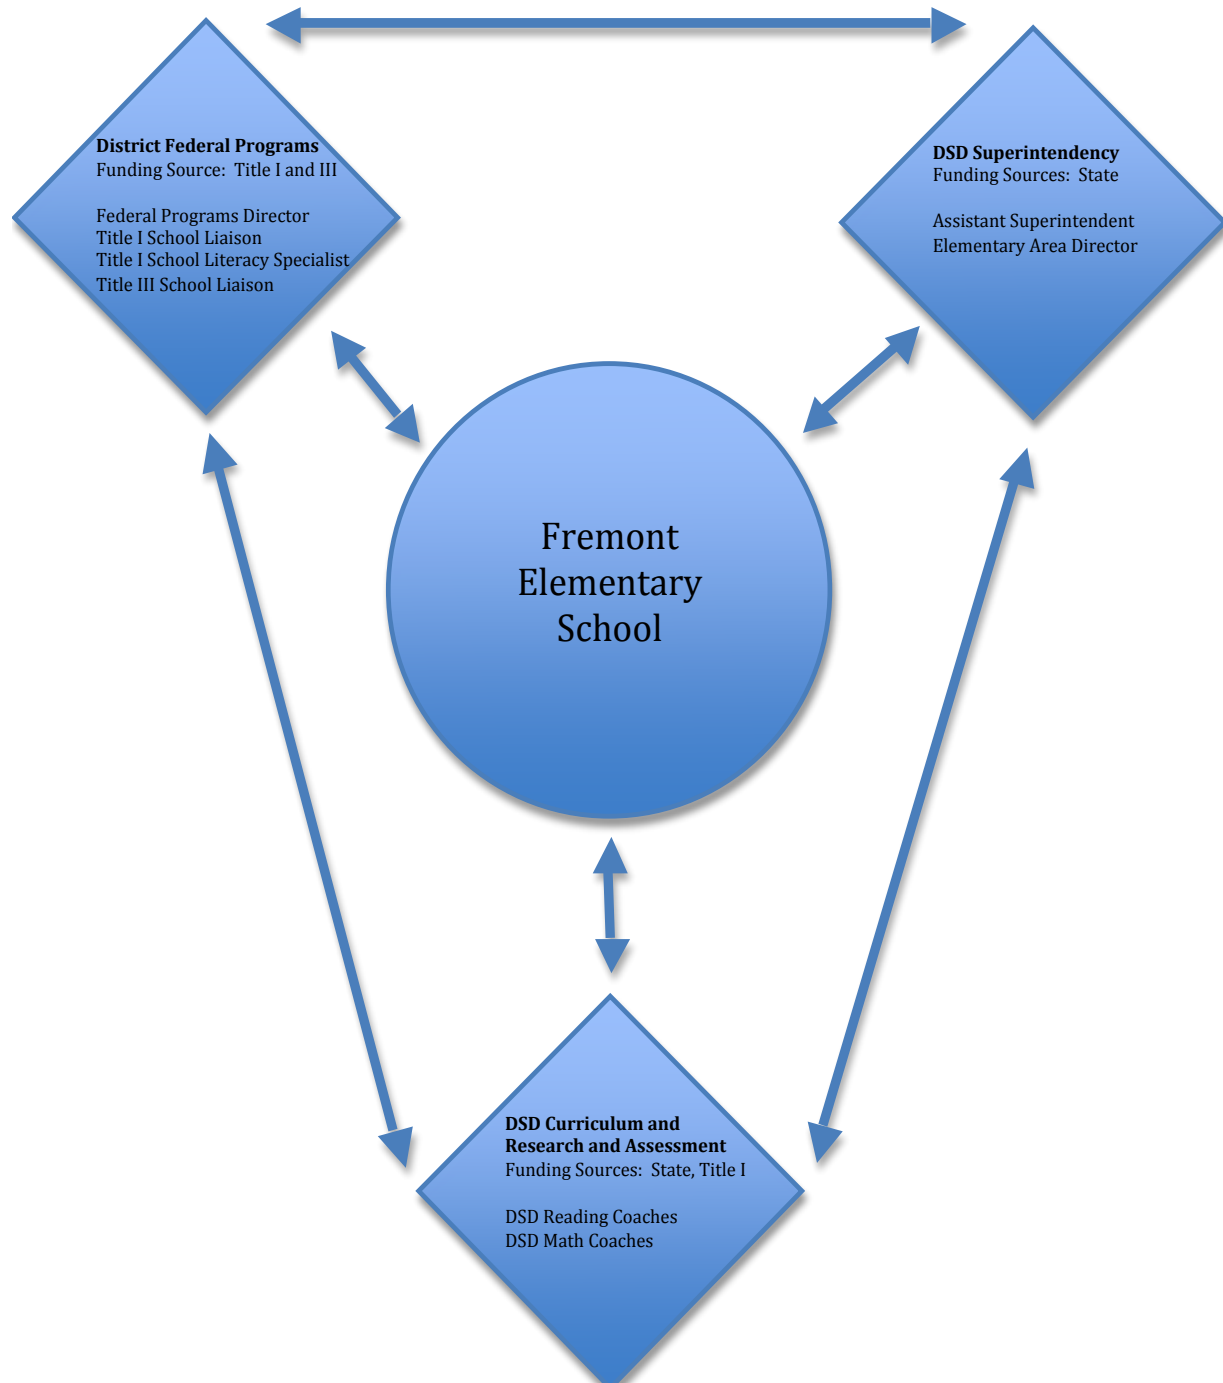 District Federal Programs
Funding Source:  Title I and III
Federal Programs Director
Title I School Liaison
Title I School Literacy Specialist
Title III School Liaison
DSD Superintendency
Funding Sources:  State
Assistant Superintendent
Elementary Area Director
Fremont
Elementary
School
DSD Curriculum and
Research and Assessment
Funding Sources:  State, Title I
DSD Reading Coaches
DSD Math Coaches